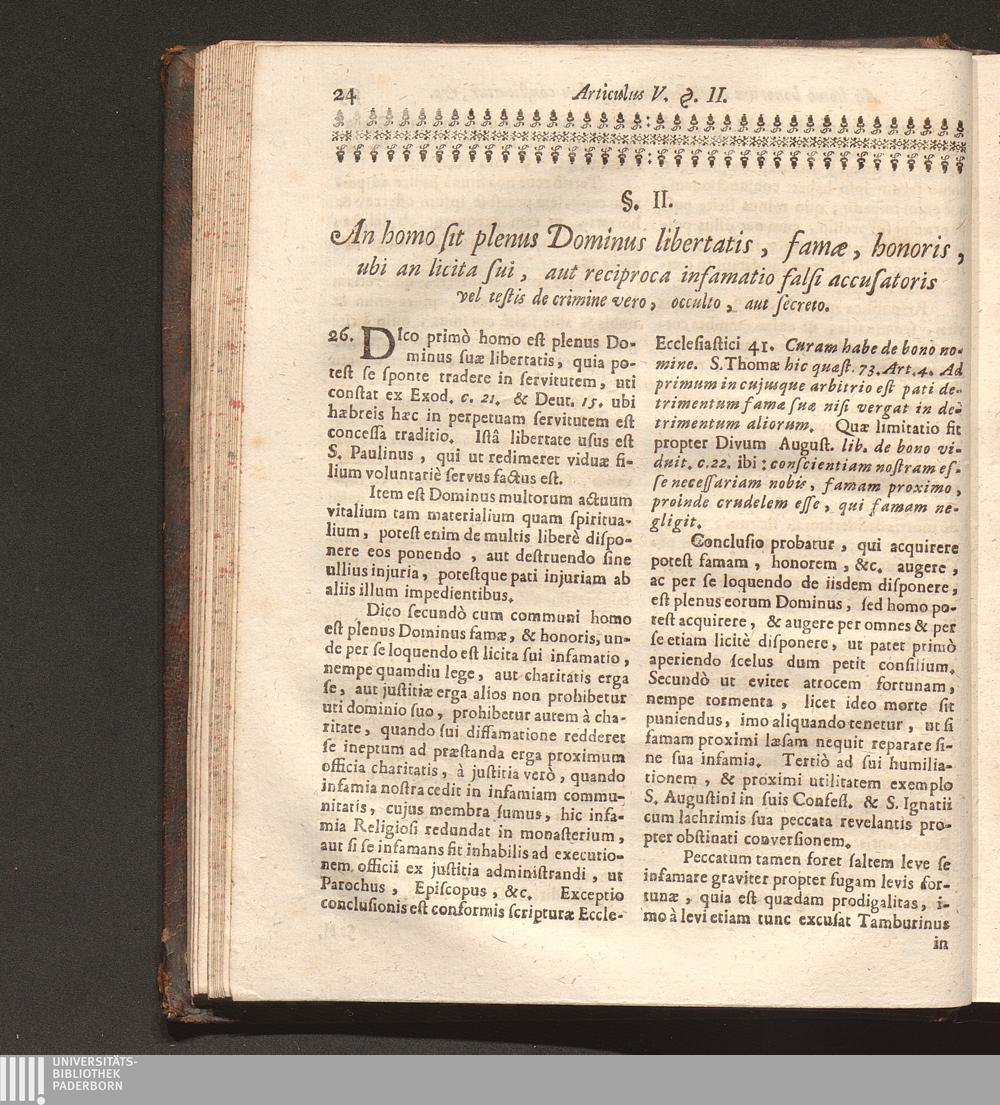 24
Articulus V. §. II.
§. II.
An homo ſit plenus Dominus libertatis, famæ, honoris,
ubi an licita ſui, aut reciproca infamatio falſi accuſatoris
vel teſtis de crimine vero, occulto, aut ſecreto.
26. DIco primò homo eſt plenus Do-
minus ſuæ libertatis, quia po-
teſt ſe ſponte tradere in ſervitutem, uti
conſtat ex Exod. c. 21. & Deut. 15. ubi
hæbreis hæc in perpetuam ſervitutem eſt
conceſſa traditio. Iſtâ libertate uſus eſt
S. Paulinus, qui ut redimeret viduæ fi-
lium voluntariè ſervus factus eſt.
Item eſt Dominus multorum actuum
vitalium tam materialium quam ſpiritua-
lium, poteſt enim de multis liberè diſpo-
nere eos ponendo, aut deſtruendo ſine
ullius injuria, poteſtque pati injuriam ab
aliis illum impedientibus.
Dico ſecundò cum communi homo
eſt plenus Dominus famæ, & honoris, un-
de per ſe loquendo eſt licita ſui infamatio,
nempe quamdiu lege, aut charitatis erga
ſe, aut juſtitiæ erga alios non prohibetur
uti dominio ſuo, prohibetur autem à cha-
ritate, quando ſui diffamatione redderet
ſe ineptum ad præſtanda erga proximum
officia charitatis, à juſtitia verò, quando
infamia noſtra cedit in infamiam commu-
nitatis, cujus membra ſumus, hic infa-
mia Religioſi redundat in monaſterium,
aut ſi ſe infamans fit inhabilis ad executio-
nem officii ex juſtitia adminiſtrandi, ut
Parochus, Epiſcopus, &c. Exceptio
concluſionis eſt conformis ſcripturæ Eccle-
Eccleſiaſtici 41. Curam habe de bono no-
mine. S. Thomæ hic quæſt. 73. Art. 4. Ad
primum in cujuſque arbitrio eſt pati de-
trimentum famæ ſuæ niſi vergat in de-
trimentum aliorum. Quæ limitatio fit
propter Divum Auguſt. lib. de bono vi-
duit. c. 22. ibi: conſcientiam noſtram eſ-
ſe neceſſariam nobis, famam proximo,
proinde crudelem eſſe, qui famam ne-
gligit.
Concluſio probatur, qui acquirere
poteſt famam, honorem, &c. augere,
ac per ſe loquendo de iisdem diſponere,
eſt plenus eorum Dominus, ſed homo po-
teſt acquirere, & augere per omnes & per
ſe etiam licitè diſponere, ut patet primò
aperiendo ſcelus dum petit conſilium.
Secundò ut evitet atrocem fortunam,
nempe tormenta, licet ideo morte ſit
puniendus, imo aliquando tenetur, ut ſi
famam proximi læſam nequit reparare ſi-
ne ſua infamia. Tertiò ad ſui humilia-
tionem, & proximi utilitatem exemplo
S. Auguſtini in ſuis Confeſſ. & S. Ignatii
cum lachrimis ſua peccata revelantis pro-
pter obſtinati converſionem.
Peccatum tamen foret ſaltem leve ſe
infamare graviter propter fugam levis for-
tunæ, quia eſt quædam prodigalitas, i-
mo à levi etiam tunc excuſat Tamburinus
in
UNIVERSITÄTS-
BIBLIOTHEK
PADERBORN